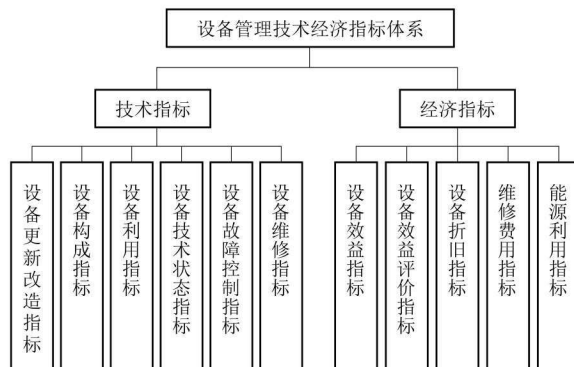 设备管理技术经济指标体系
技术指标
经济指标
设备更新改造指标
设备构成指标
设备利用指标
设备技术状态指标
设备故障控制指标
设备维修指标
设备效益指标
设备效益评价指标
设备折旧指标
维修费用指标
能源利用指标